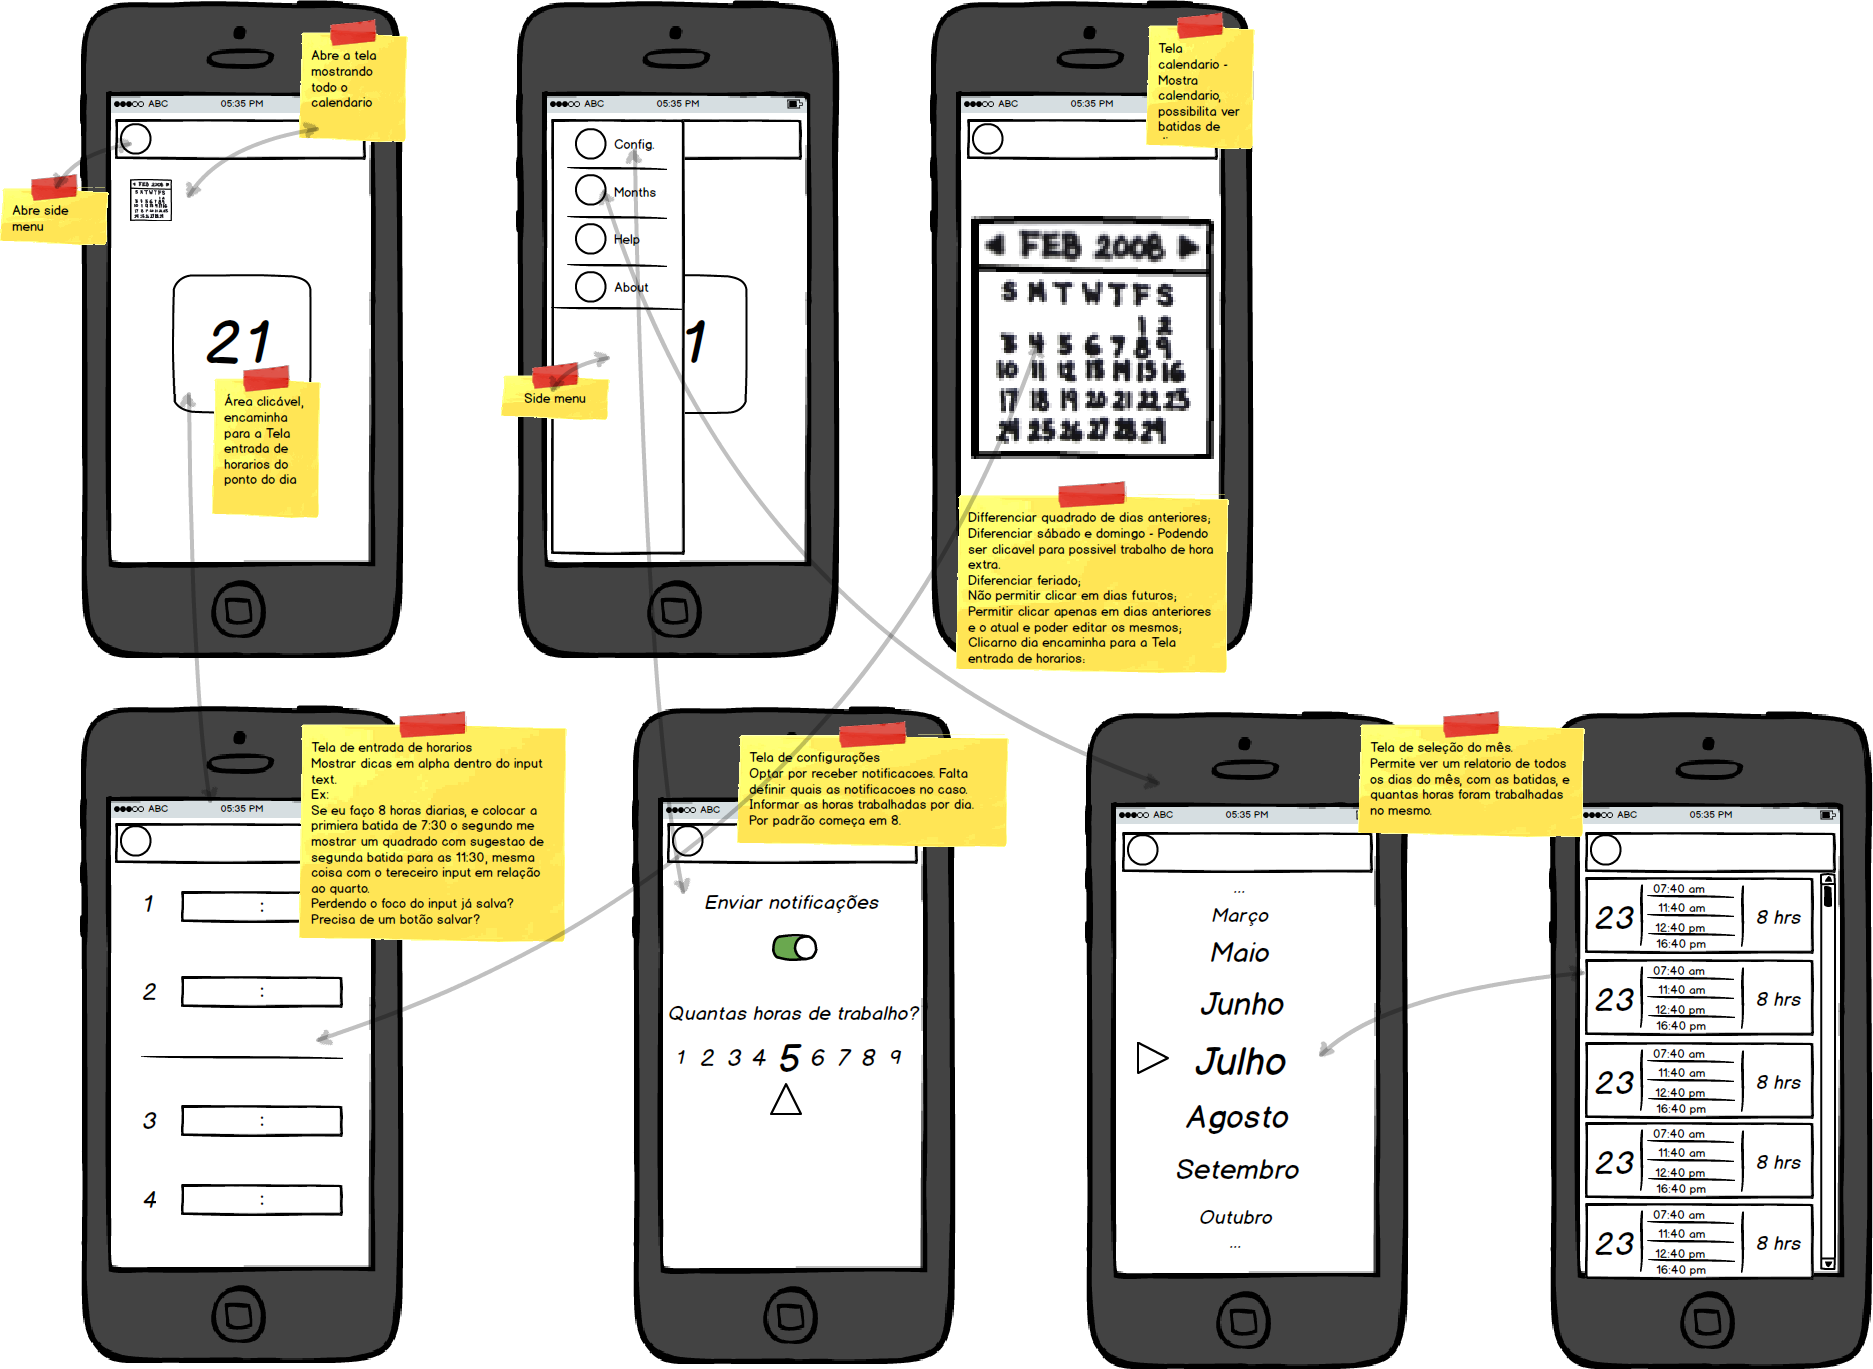 ABC 05:35 PM
Abre a tela
mostrando
todo o
calendario
Abre side
menu
FEB 2008
S M T W T F S
21
Área clicável,
encaminha
para a Tela
entrada de
horarios do
ponto do dia
ABC 05:35 PM
Config.
Months
Help
About
1
Side menu
ABC 05:35 PM
Tela
calendario -
Mostra
calendario,
possibilita ver
batidas de
FEB 2008
S M T W T F S
1 2
3 4 5 6 7 8 9
10 11 12 13 14 15 16
17 18 19 20 21 22 23
24 25 26 27 28 29
Differenciar quadrado de dias anteriores;
Diferenciar sábado e domingo - Podendo
ser clicavel para possivel trabalho de hora
extra.
Diferenciar feriado;
Não permitir clicar em dias futuros;
Permitir clicar apenas em dias anteriores
e o atual e poder editar os mesmos;
Clicarno dia encaminha para a Tela
entrada de horarios;
ABC 05:35 PM
Tela de entrada de horarios
Mostrar dicas em alpha dentro do input
text.
Ex:
Se eu faço 8 horas diarias, e colocar a
primiera batida de 7:30 o segundo me
mostrar um quadrado com sugestao de
segunda batida para as 11:30, mesma
coisa com o tereceiro input em relação
ao quarto.
Perdendo o foco do input já salva?
Precisa de um botão salvar?
1 :
2 :
3 :
4 :
ABC
Tela de configurações
Optar por receber notificacoes. Falta
definir quais as notificacoes no caso.
Informar as horas trabalhadas por dia.
Por padrão começa em 8.
Enviar notificações
Quantas horas de trabalho?
1 2 3 4 5 6 7 8 9
ABC 05:35 PM
Tela de seleção do mês.
Permite ver um relatorio de todos
os dias do mês, com as batidas, e
quantas horas foram trabalhadas
no mesmo.
...
Março
Maio
Junho
Julho
Agosto
Setembro
Outubro
...
ABC 05:35 PM
07:40 am
11:40 am
23 8 hrs
12:40 pm
16:40 pm
07:40 am
11:40 am
23 8 hrs
12:40 pm
16:40 pm
07:40 am
11:40 am
23 8 hrs
12:40 pm
16:40 pm
07:40 am
11:40 am
23 8 hrs
12:40 pm
16:40 pm
07:40 am
11:40 am
23 8 hrs
12:40 pm
16:40 pm